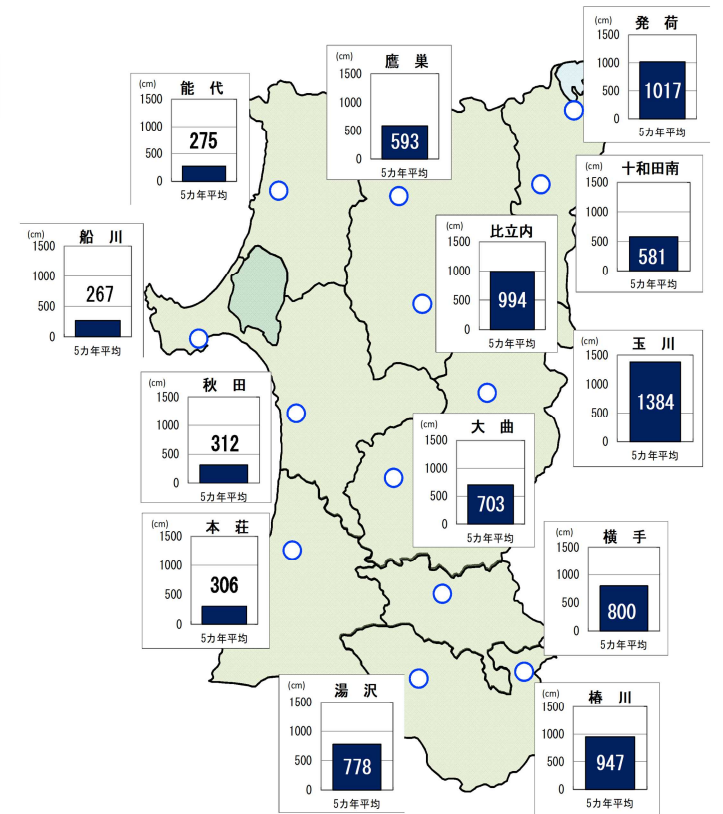 発 荷
(cm)
1500
1000
500
0
1017
5カ年平均
鷹 巣
(cm)
1500
1000
500
0
593
5カ年平均
能 代
(cm)
1500
1000
500
0
275
5カ年平均
十和田南
(cm)
1500
1000
500
0
581
5カ年平均
船 川
(cm)
1500
1000
500
0
267
5カ年平均
比立内
(cm)
1500
1000
500
0
994
5カ年平均
玉 川
(cm)
1500
1000
500
0
1384
5カ年平均
秋 田
(cm)
1500
1000
500
0
312
5カ年平均
大 曲
(cm)
1500
1000
500
0
703
5カ年平均
本 荘
(cm)
1500
1000
500
0
306
5カ年平均
横 手
(cm)
1500
1000
500
0
800
5カ年平均
湯 沢
(cm)
1500
1000
500
0
778
5カ年平均
椿 川
(cm)
1500
1000
500
0
947
5カ年平均